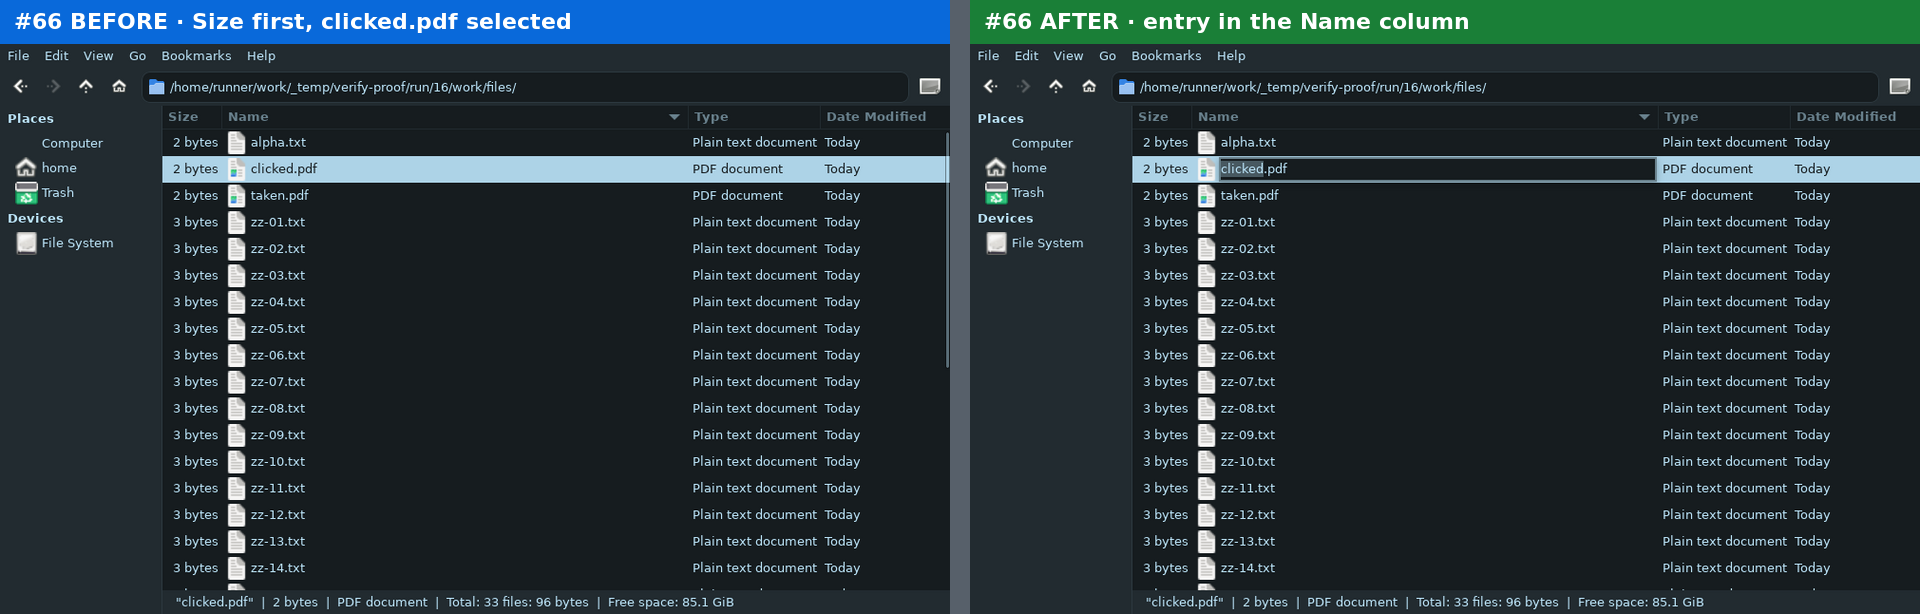 #66 BEFORE · Size first, clicked.pdf selected
File Edit View Go Bookmarks Help
/home/runner/work/_temp/verify-proof/run/16/work/files/
Places
Computer
home
Trash
Devices
File System
Size Name Type Date Modified
2 bytes alpha.txt Plain text document Today
2 bytes clicked.pdf PDF document Today
2 bytes taken.pdf PDF document Today
3 bytes zz-01.txt Plain text document Today
3 bytes zz-02.txt Plain text document Today
3 bytes zz-03.txt Plain text document Today
3 bytes zz-04.txt Plain text document Today
3 bytes zz-05.txt Plain text document Today
3 bytes zz-06.txt Plain text document Today
3 bytes zz-07.txt Plain text document Today
3 bytes zz-08.txt Plain text document Today
3 bytes zz-09.txt Plain text document Today
3 bytes zz-10.txt Plain text document Today
3 bytes zz-11.txt Plain text document Today
3 bytes zz-12.txt Plain text document Today
3 bytes zz-13.txt Plain text document Today
3 bytes zz-14.txt Plain text document Today
"clicked.pdf" | 2 bytes | PDF document | Total: 33 files: 96 bytes | Free space: 85.1 GiB
#66 AFTER · entry in the Name column
File Edit View Go Bookmarks Help
/home/runner/work/_temp/verify-proof/run/16/work/files/
Places
Computer
home
Trash
Devices
File System
Size Name Type Date Modified
2 bytes alpha.txt Plain text document Today
2 bytes clicked.pdf PDF document Today
2 bytes taken.pdf PDF document Today
3 bytes zz-01.txt Plain text document Today
3 bytes zz-02.txt Plain text document Today
3 bytes zz-03.txt Plain text document Today
3 bytes zz-04.txt Plain text document Today
3 bytes zz-05.txt Plain text document Today
3 bytes zz-06.txt Plain text document Today
3 bytes zz-07.txt Plain text document Today
3 bytes zz-08.txt Plain text document Today
3 bytes zz-09.txt Plain text document Today
3 bytes zz-10.txt Plain text document Today
3 bytes zz-11.txt Plain text document Today
3 bytes zz-12.txt Plain text document Today
3 bytes zz-13.txt Plain text document Today
3 bytes zz-14.txt Plain text document Today
"clicked.pdf" | 2 bytes | PDF document | Total: 33 files: 96 bytes | Free space: 85.1 GiB